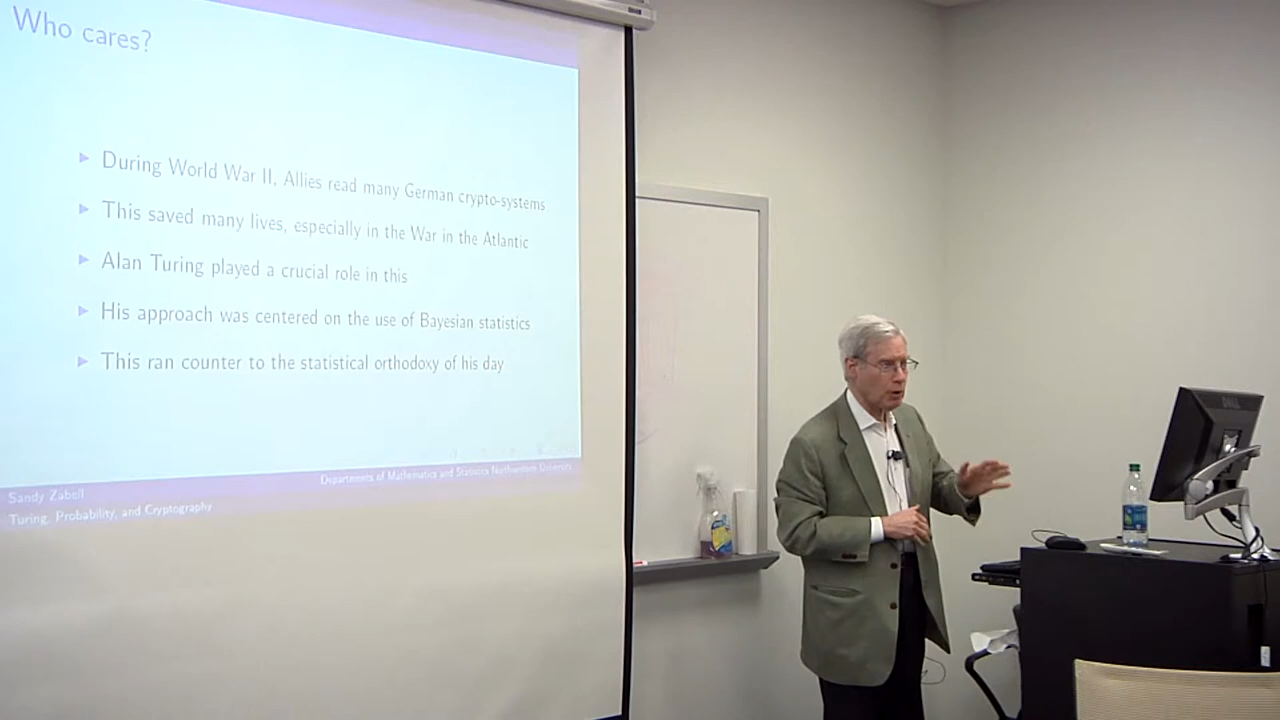 Who cares?
During World War II, Allies read many German crypto-systems
This saved many lives, especially in the War in the Atlantic
Alan Turing played a crucial role in this
His approach was centered on the use of Bayesian statistics
This ran counter to the statistical orthodoxy of his day
Sandy Zabell
Departments of Mathematics and Statistics Northwestern University
Turing, Probability, and Cryptography
DELL